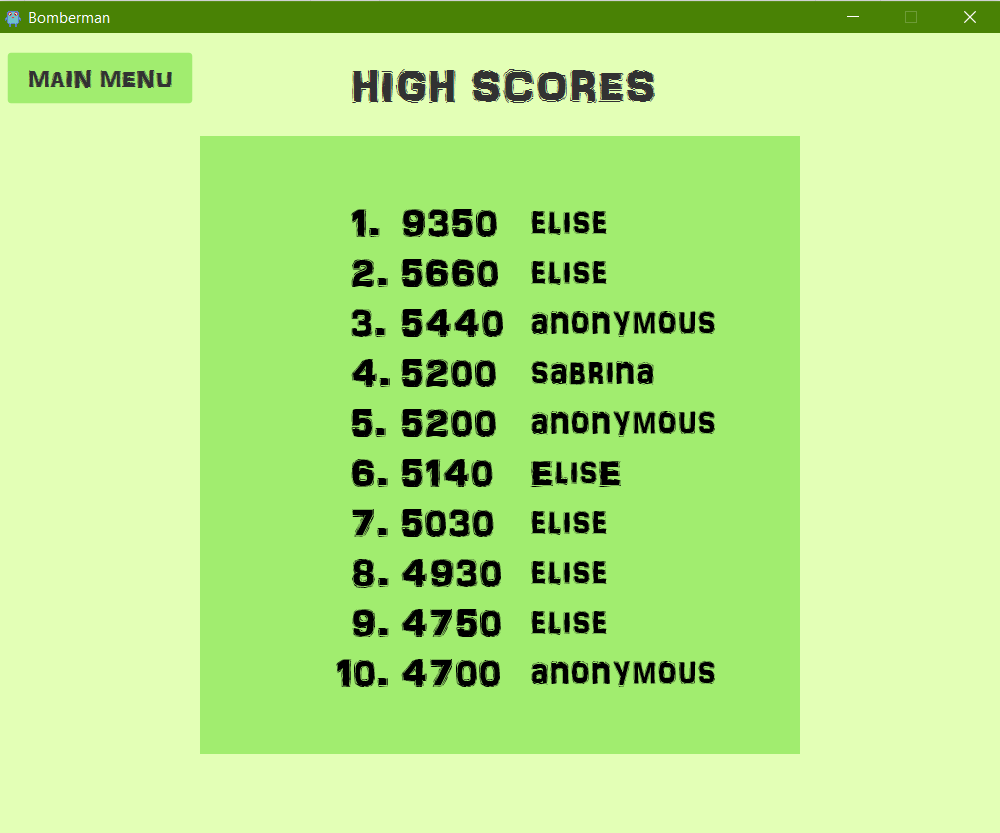 Bomberman
MAIN MENU
HIGH SCORES
1. 9350 elise
2. 5660 elise
3. 5440 anonymous
4. 5200 sabrina
5. 5200 anonymous
6. 5140 EliSE
7. 5030 elise
8. 4930 elise
9. 4750 elise
10. 4700 anonymous